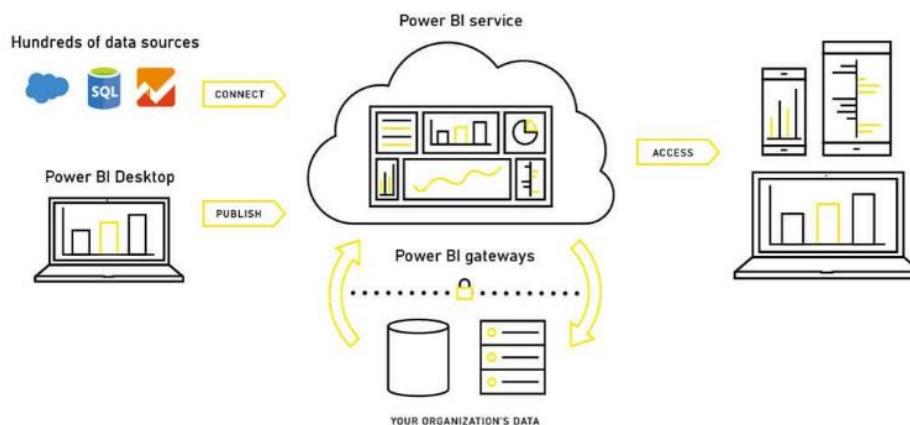 Power BI service
Hundreds of data sources
SQL
CONNECT
ACCESS
Power BI Desktop
PUBLISH
Power BI gateways
YOUR ORGANIZATION'S DATA